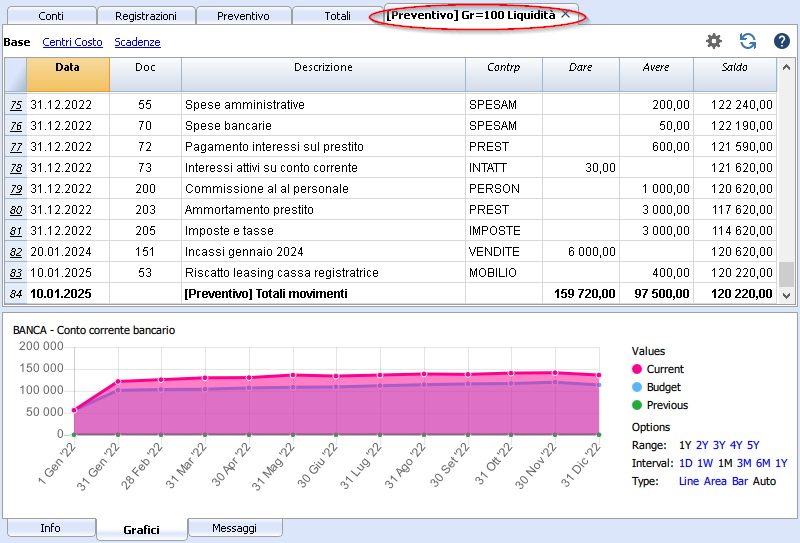 Conti Registrazioni Preventivo Totali [Preventivo] Gr=100 Liquidità ×
Base Centri Costo Scadenze ?
Data Doc Descrizione Contrp Dare Avere Saldo
75 31.12.2022 55 Spese amministrative SPESAM 200,00 122 240,00
76 31.12.2022 70 Spese bancarie SPESAM 50,00 122 190,00
77 31.12.2022 72 Pagamento interessi sul prestito PREST 600,00 121 590,00
78 31.12.2022 73 Interessi attivi su conto corrente INTATT 30,00 121 620,00
79 31.12.2022 200 Commissione al al personale PERSON 1 000,00 120 620,00
80 31.12.2022 203 Ammortamento prestito PREST 3 000,00 117 620,00
81 31.12.2022 205 Imposte e tasse IMPOSTE 3 000,00 114 620,00
82 20.01.2024 151 Incassi gennaio 2024 VENDITE 6 000,00 120 620,00
83 10.01.2025 53 Riscatto leasing cassa registratrice MOBILIO 400,00 120 220,00
84 10.01.2025 [Preventivo] Totali movimenti 159 720,00 97 500,00 120 220,00
BANCA - Conto corrente bancario
200 000
150 000
100 000
50 000
0
1 Gen '22 31 Gen '22 28 Feb '22 31 Mar '22 30 Apr '22 31 Mag '22 30 Giu '22 31 Lug '22 31 Ago '22 30 Set '22 31 Ott '22 30 Nov '22 31 Dic '22
Values
Current
Budget
Previous
Options
Range: 1Y 2Y 3Y 4Y 5Y
Interval: 1D 1W 1M 3M 6M 1Y
Type: Line Area Bar Auto
Info Grafici Messaggi